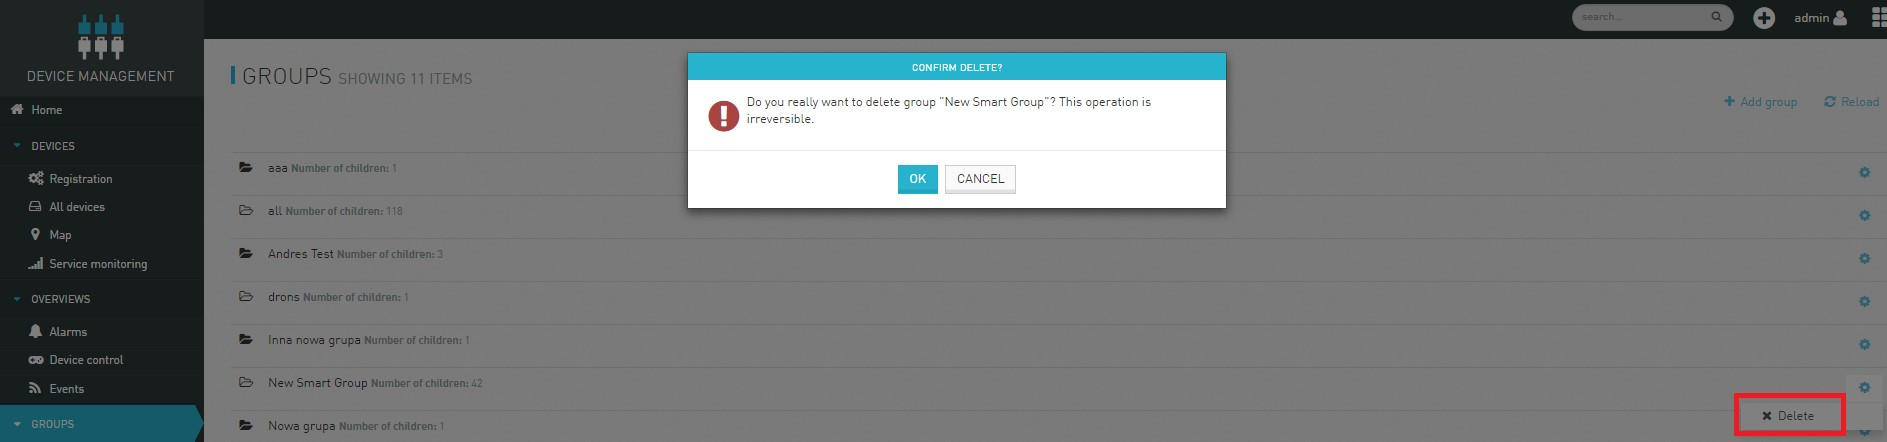 search...
admin
DEVICE MANAGEMENT
Home
DEVICES
Registration
All devices
Map
Service monitoring
OVERVIEWS
Alarms
Device control
Events
GROUPS
GROUPS SHOWING 11 ITEMS
Add group
Reload
CONFIRM DELETE?
Do you really want to delete group "New Smart Group"? This operation is
irreversible.
OK
CANCEL
aaa Number of children: 1
all Number of children: 118
Andres Test Number of children: 3
drons Number of children: 1
Inna nowa grupa Number of children: 1
New Smart Group Number of children: 42
Delete
Nowa grupa Number of children: 1